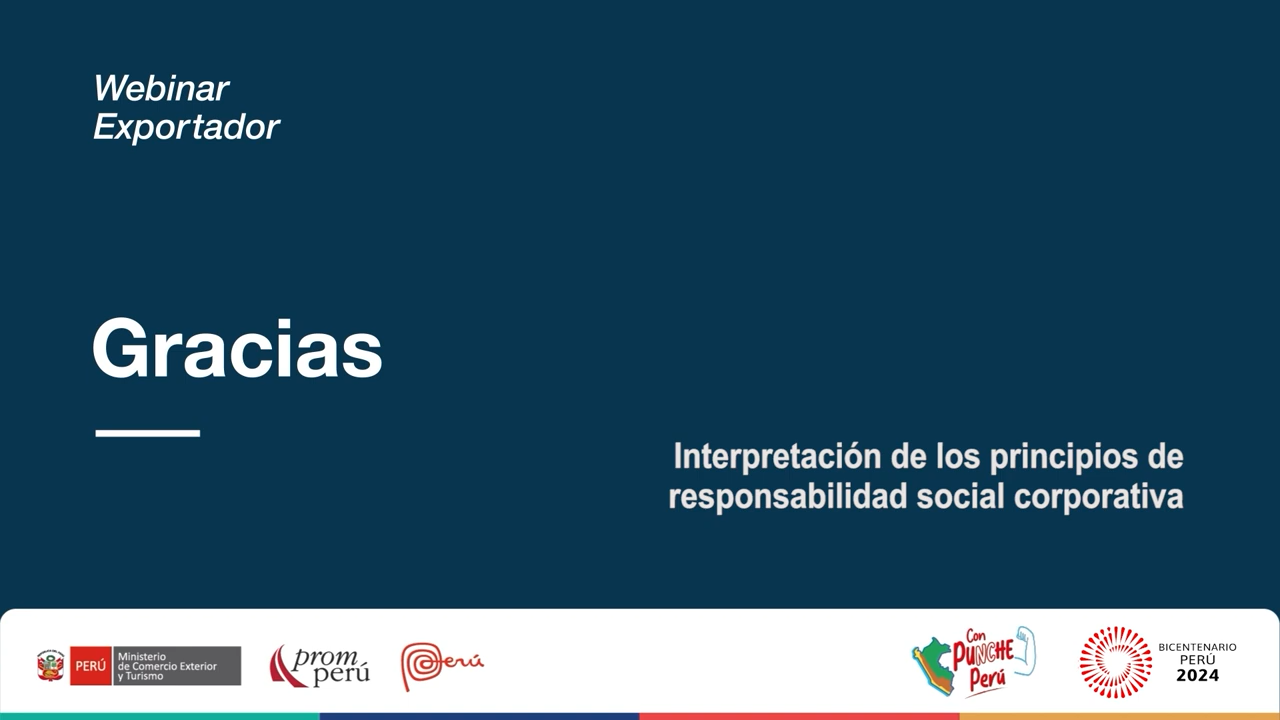 Webinar
Exportador
Gracias
Interpretación de los principios de
responsabilidad social corporativa
PERÚ
Ministerio
de Comercio Exterior
y Turismo
prom
perú
Perú
Con
PUNCHE
Perú
BICENTENARIO
PERÚ
2024